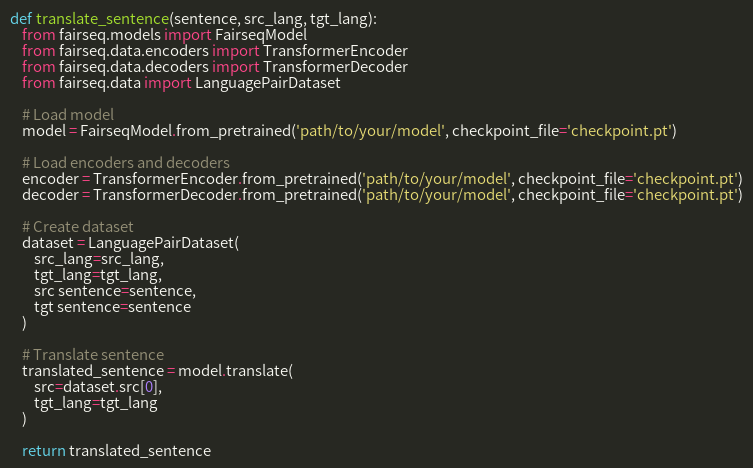 def translate_sentence(sentence, src_lang, tgt_lang):
    from fairseq.models import FairseqModel
    from fairseq.data.encoders import TransformerEncoder
    from fairseq.data.decoders import TransformerDecoder
    from fairseq.data import LanguagePairDataset

    # Load model
    model = FairseqModel.from_pretrained('path/to/your/model', checkpoint_file='checkpoint.pt')

    # Load encoders and decoders
    encoder = TransformerEncoder.from_pretrained('path/to/your/model', checkpoint_file='checkpoint.pt')
    decoder = TransformerDecoder.from_pretrained('path/to/your/model', checkpoint_file='checkpoint.pt')

    # Create dataset
    dataset = LanguagePairDataset(
        src_lang=src_lang,
        tgt_lang=tgt_lang,
        src sentence=sentence,
        tgt sentence=sentence
    )

    # Translate sentence
    translated_sentence = model.translate(
        src=dataset.src[0],
        tgt_lang=tgt_lang
    )

    return translated_sentence